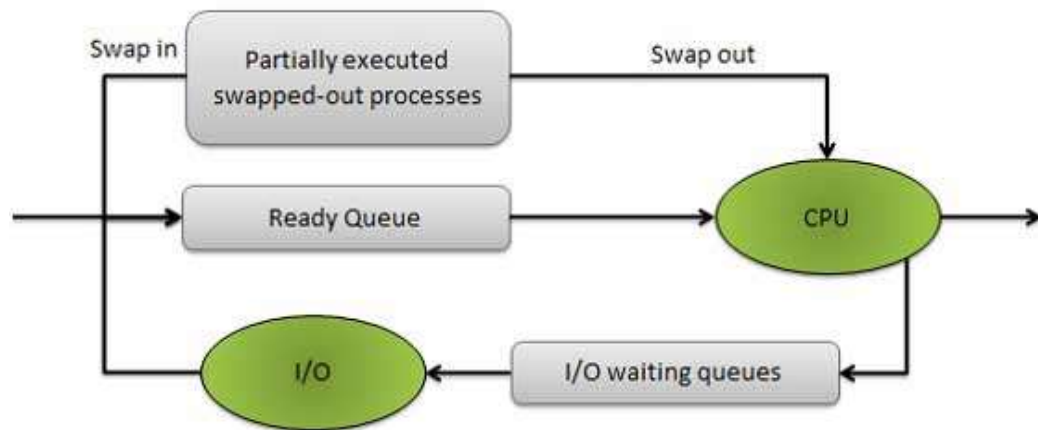 Swap in
Partially executed
swapped-out processes
Swap out
Ready Queue
CPU
I/O
I/O waiting queues